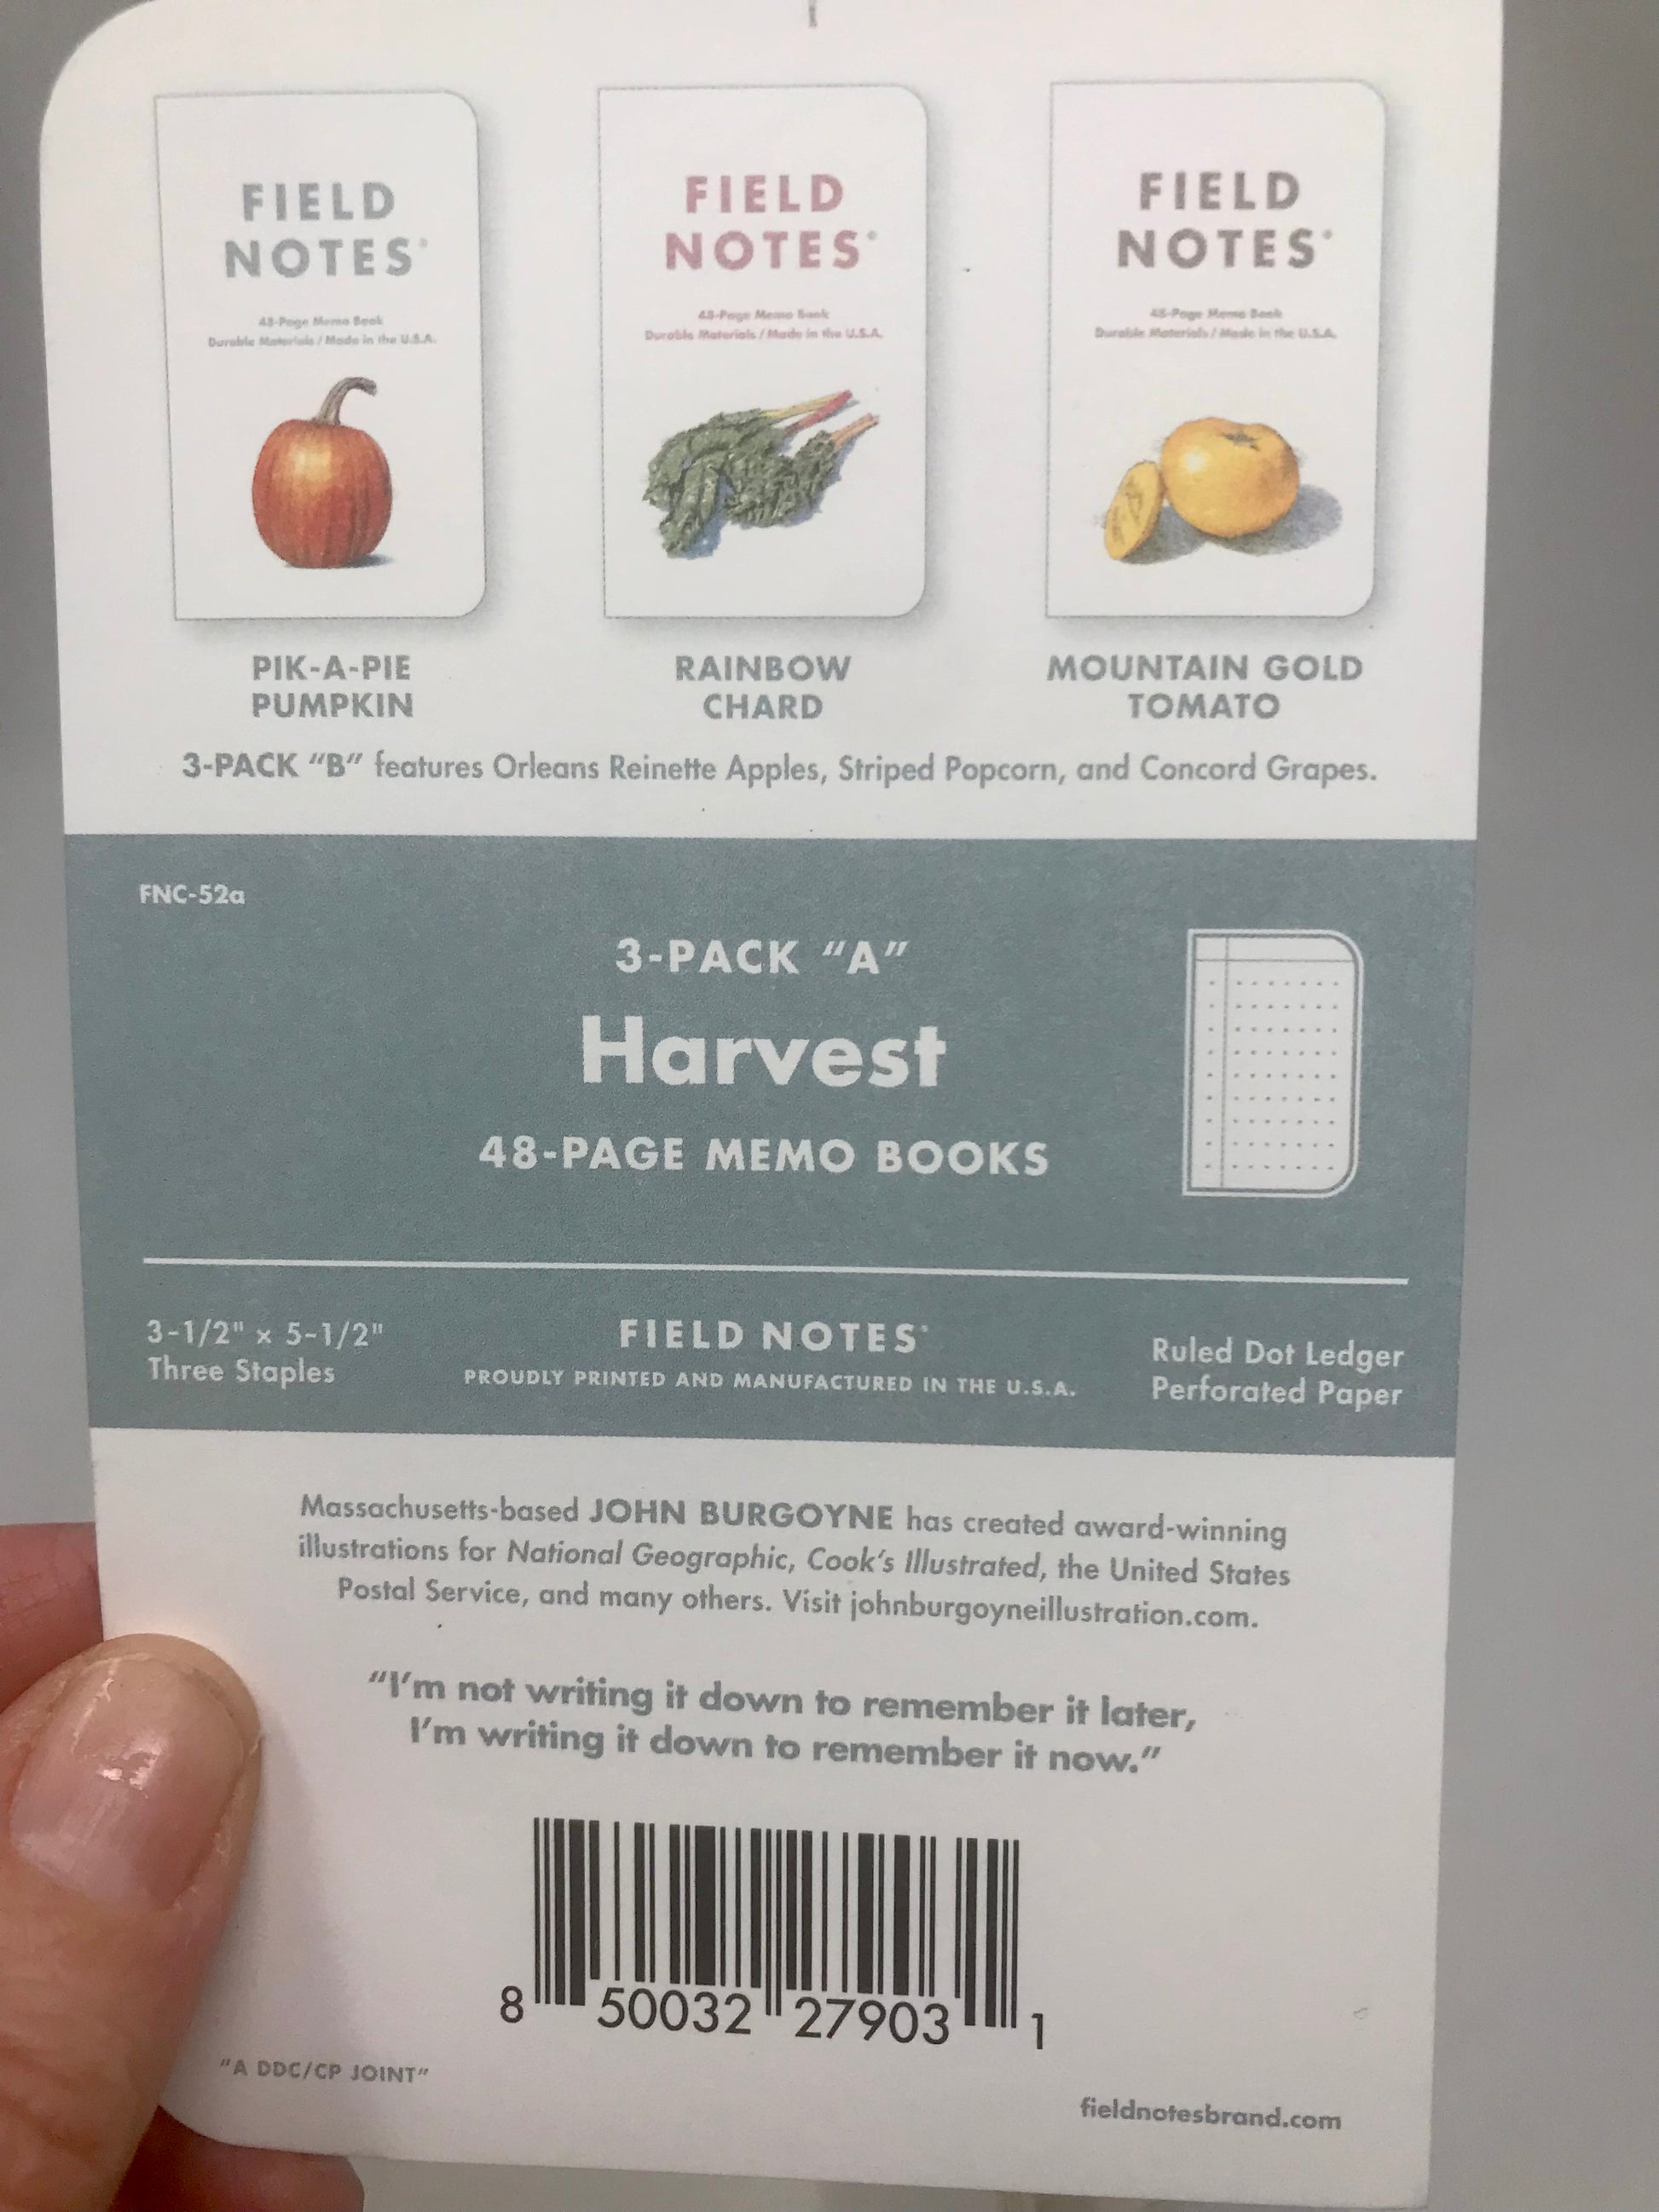 FIELD
NOTES
48-Page Memo Book
Durable Materials / Made in the U.S.A.
FIELD
NOTES
48-Page Memo Book
Durable Materials / Made in the U.S.A.
FIELD
NOTES
48-Page Memo Book
Durable Materials / Made in the U.S.A.
PIK-A-PIE
PUMPKIN
RAINBOW
CHARD
MOUNTAIN GOLD
TOMATO
3-PACK “B” features Orleans Reinette Apples, Striped Popcorn, and Concord Grapes.
FNC-52a
3-PACK “A”
Harvest
48-PAGE MEMO BOOKS
3-1/2" x 5-1/2"
Three Staples
FIELD NOTES
PROUDLY PRINTED AND MANUFACTURED IN THE U.S.A.
Ruled Dot Ledger
Perforated Paper
Massachusetts-based JOHN BURGOYNE has created award-winning
illustrations for National Geographic, Cook’s Illustrated, the United States
Postal Service, and many others. Visit johnburgoyneillustration.com.
“I’m not writing it down to remember it later,
I’m writing it down to remember it now.”
8 50032 27903 1
“A DDC/CP JOINT”
fieldnotesbrand.com